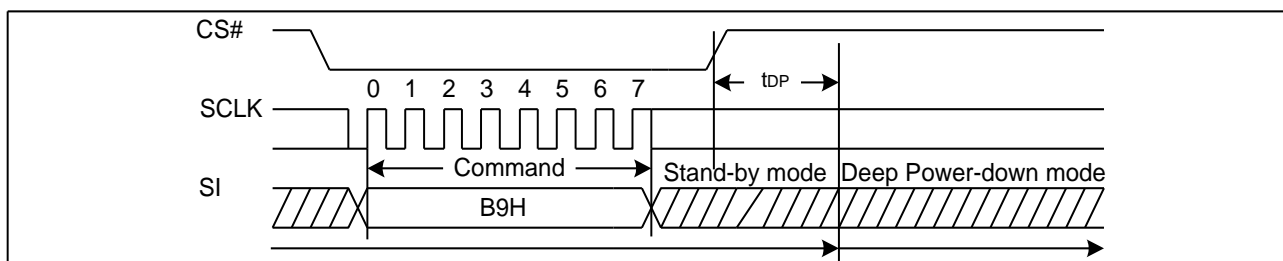 CS#
tDP
0 1 2 3 4 5 6 7
SCLK
Command
Stand-by mode Deep Power-down mode
SI
B9H